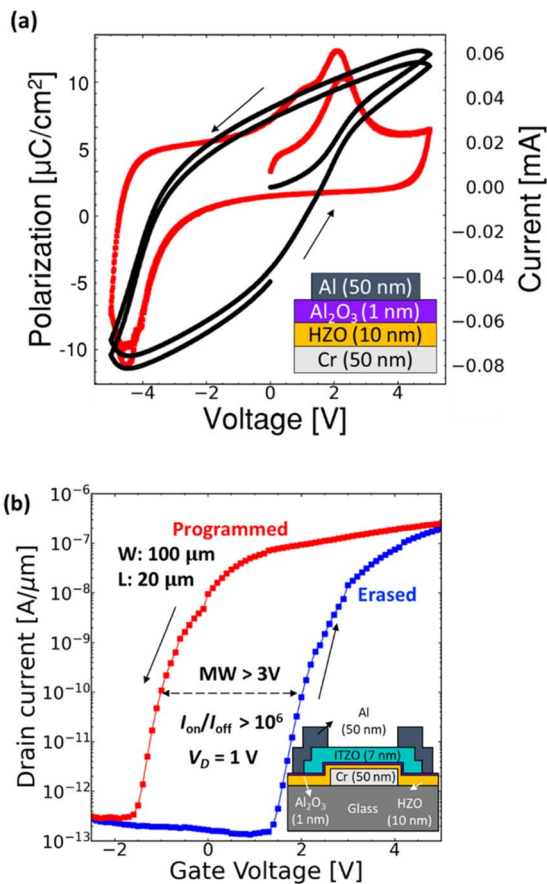 (a)
10
5
0
-5
-10
Polarization [μC/cm²]
0.06
0.04
0.02
0.00
−0.02
−0.04
−0.06
−0.08
Current [mA]
Al (50 nm)
Al₂O₃ (1 nm)
HZO (10 nm)
Cr (50 nm)
−4
−2
0
2
4
Voltage [V]
(b)
10⁻⁶
10⁻⁷
10⁻⁸
10⁻⁹
10⁻¹⁰
10⁻¹¹
10⁻¹²
10⁻¹³
Drain current [A/μm]
Programmed
W: 100 μm
L: 20 μm
Erased
MW > 3V
Ion/Ioff > 10⁶
VD = 1 V
Al
(50 nm)
ITZO (7 nm)
Cr (50 nm)
Glass
Al₂O₃
(1 nm)
HZO
(10 nm)
−2
0
2
4
Gate Voltage [V]